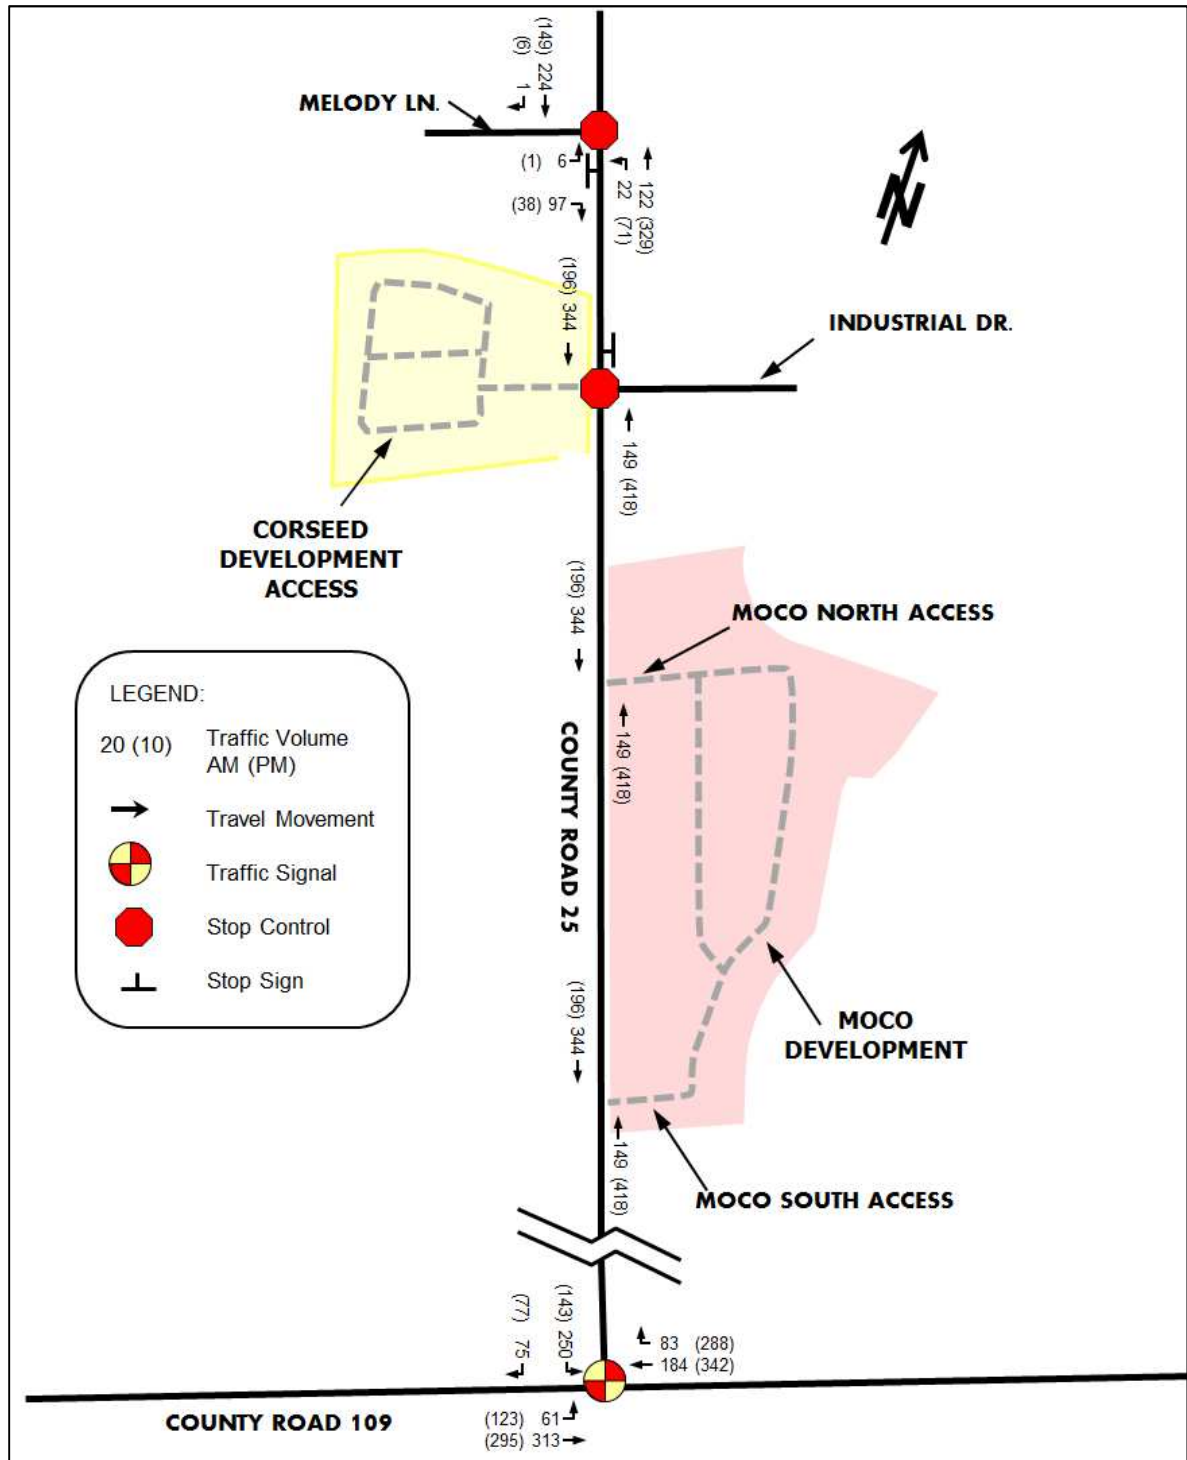 (149) 224
(6) 1
MELODY LN.
(1) 6
22 (71)
122 (329)
(38) 97
N
(196) 344
INDUSTRIAL DR.
149 (418)
CORSEED
DEVELOPMENT
ACCESS
(196) 344
MOCO NORTH ACCESS
149 (418)
LEGEND:
20 (10)
Traffic Volume
AM (PM)
Travel Movement
Traffic Signal
Stop Control
Stop Sign
COUNTY ROAD 25
(196) 344
MOCO
DEVELOPMENT
149 (418)
MOCO SOUTH ACCESS
(77) 75
(143) 250
83 (288)
184 (342)
COUNTY ROAD 109
(123) 61
(295) 313